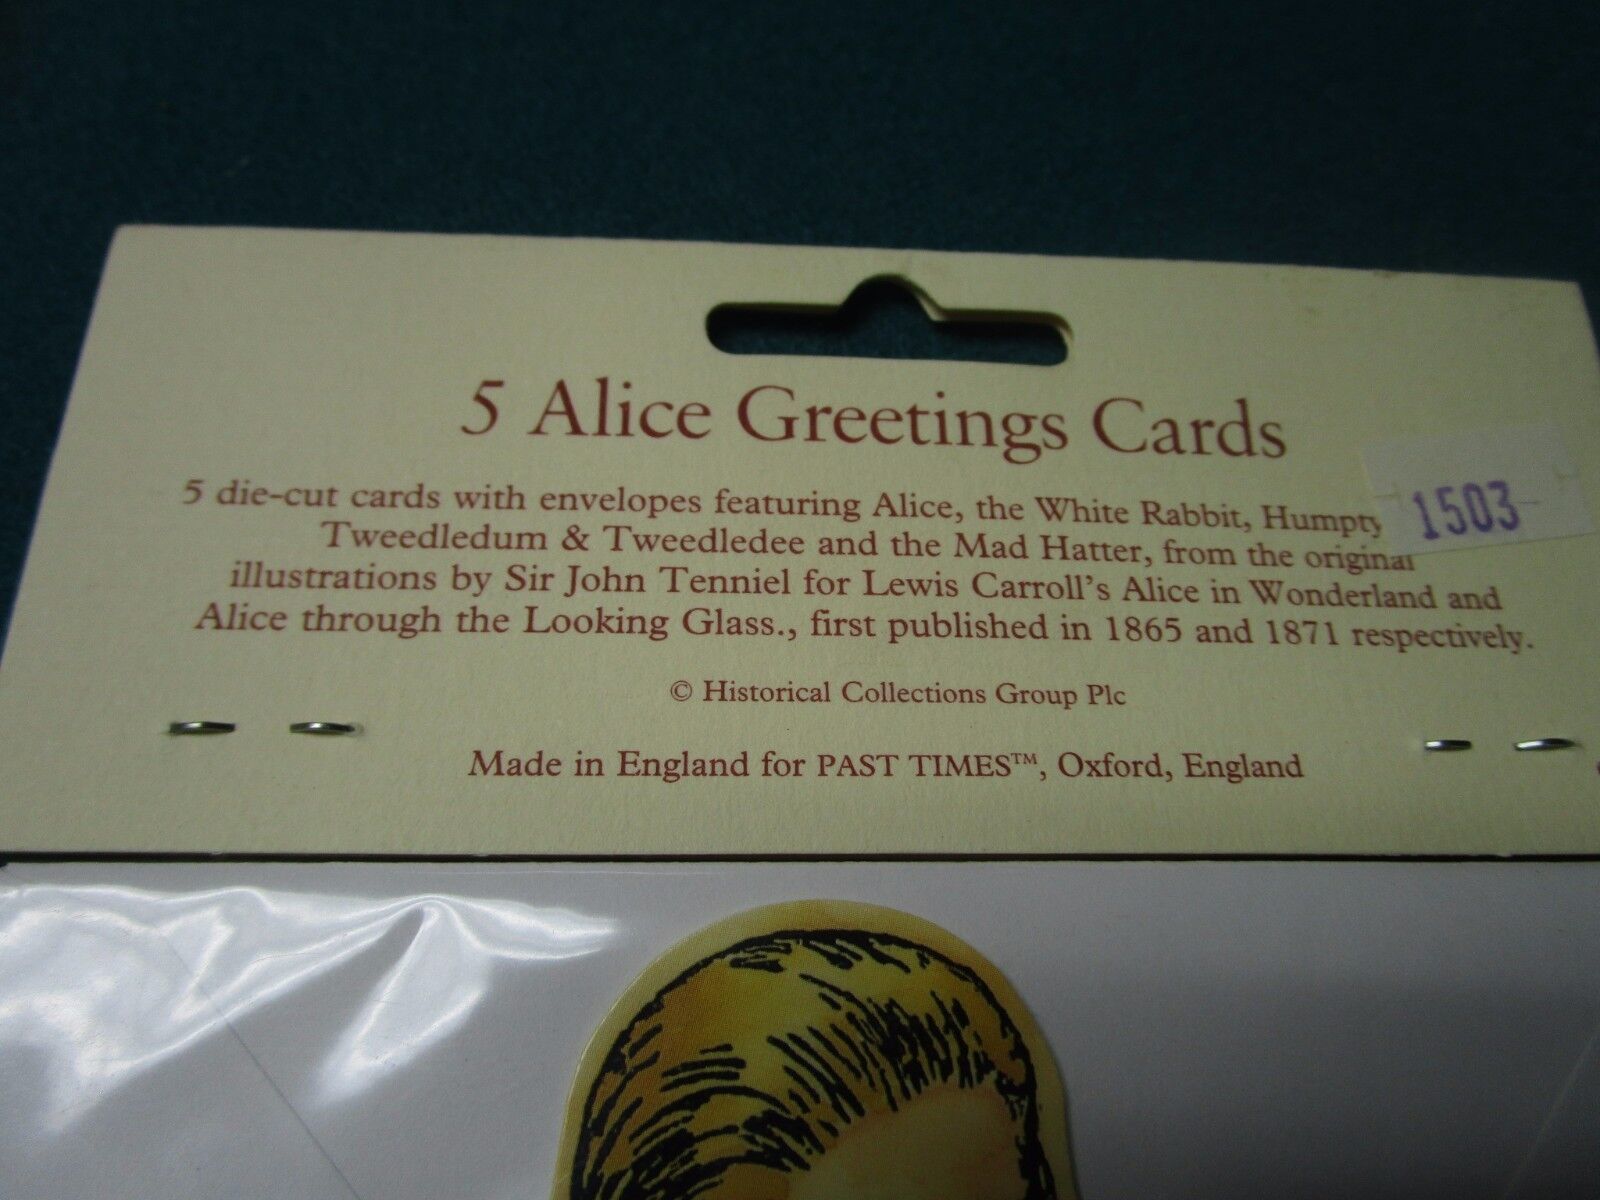 5 Alice Greetings Cards
5 die-cut cards with envelopes featuring Alice, the White Rabbit, Humpty
1503
Tweedledum & Tweedledee and the Mad Hatter, from the original
illustrations by Sir John Tenniel for Lewis Carroll's Alice in Wonderland and
Alice through the Looking Glass., first published in 1865 and 1871 respectively.
© Historical Collections Group Plc
Made in England for PAST TIMES™, Oxford, England